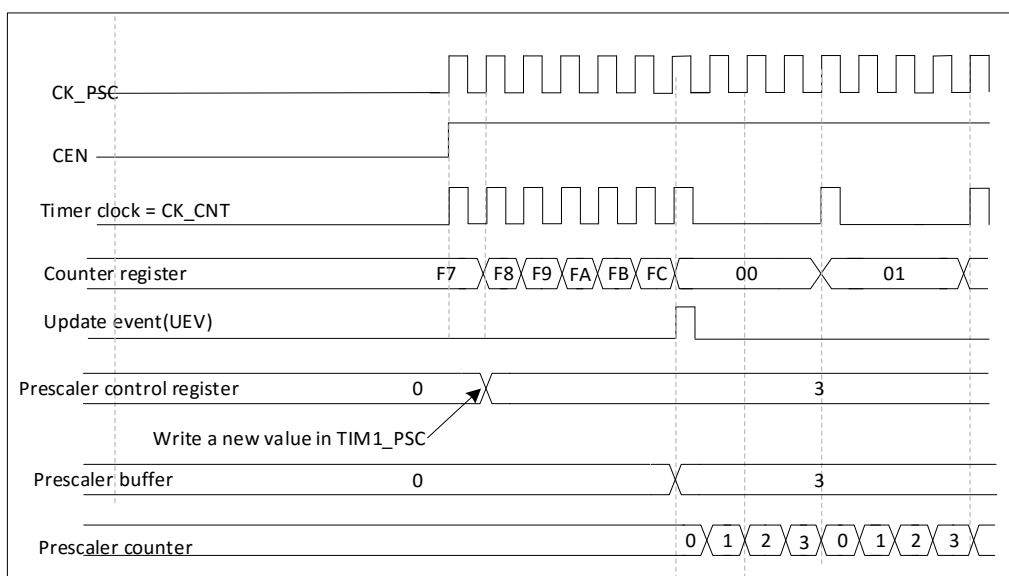 CK_PSC
CEN
Timer clock = CK_CNT
Counter register F7 F8 F9 FA FB FC 00 01
Update event(UEV)
Prescaler control register 0 3
Write a new value in TIM1_PSC
Prescaler buffer 0 3
Prescaler counter 0 1 2 3 0 1 2 3